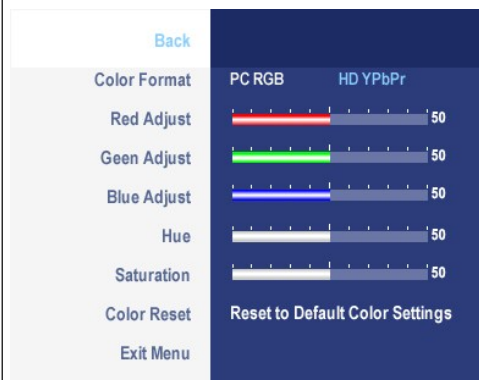 Back
Color Format PC RGB HD YPbPr
Red Adjust 50
Geen Adjust 50
Blue Adjust 50
Hue 50
Saturation 50
Color Reset Reset to Default Color Settings
Exit Menu